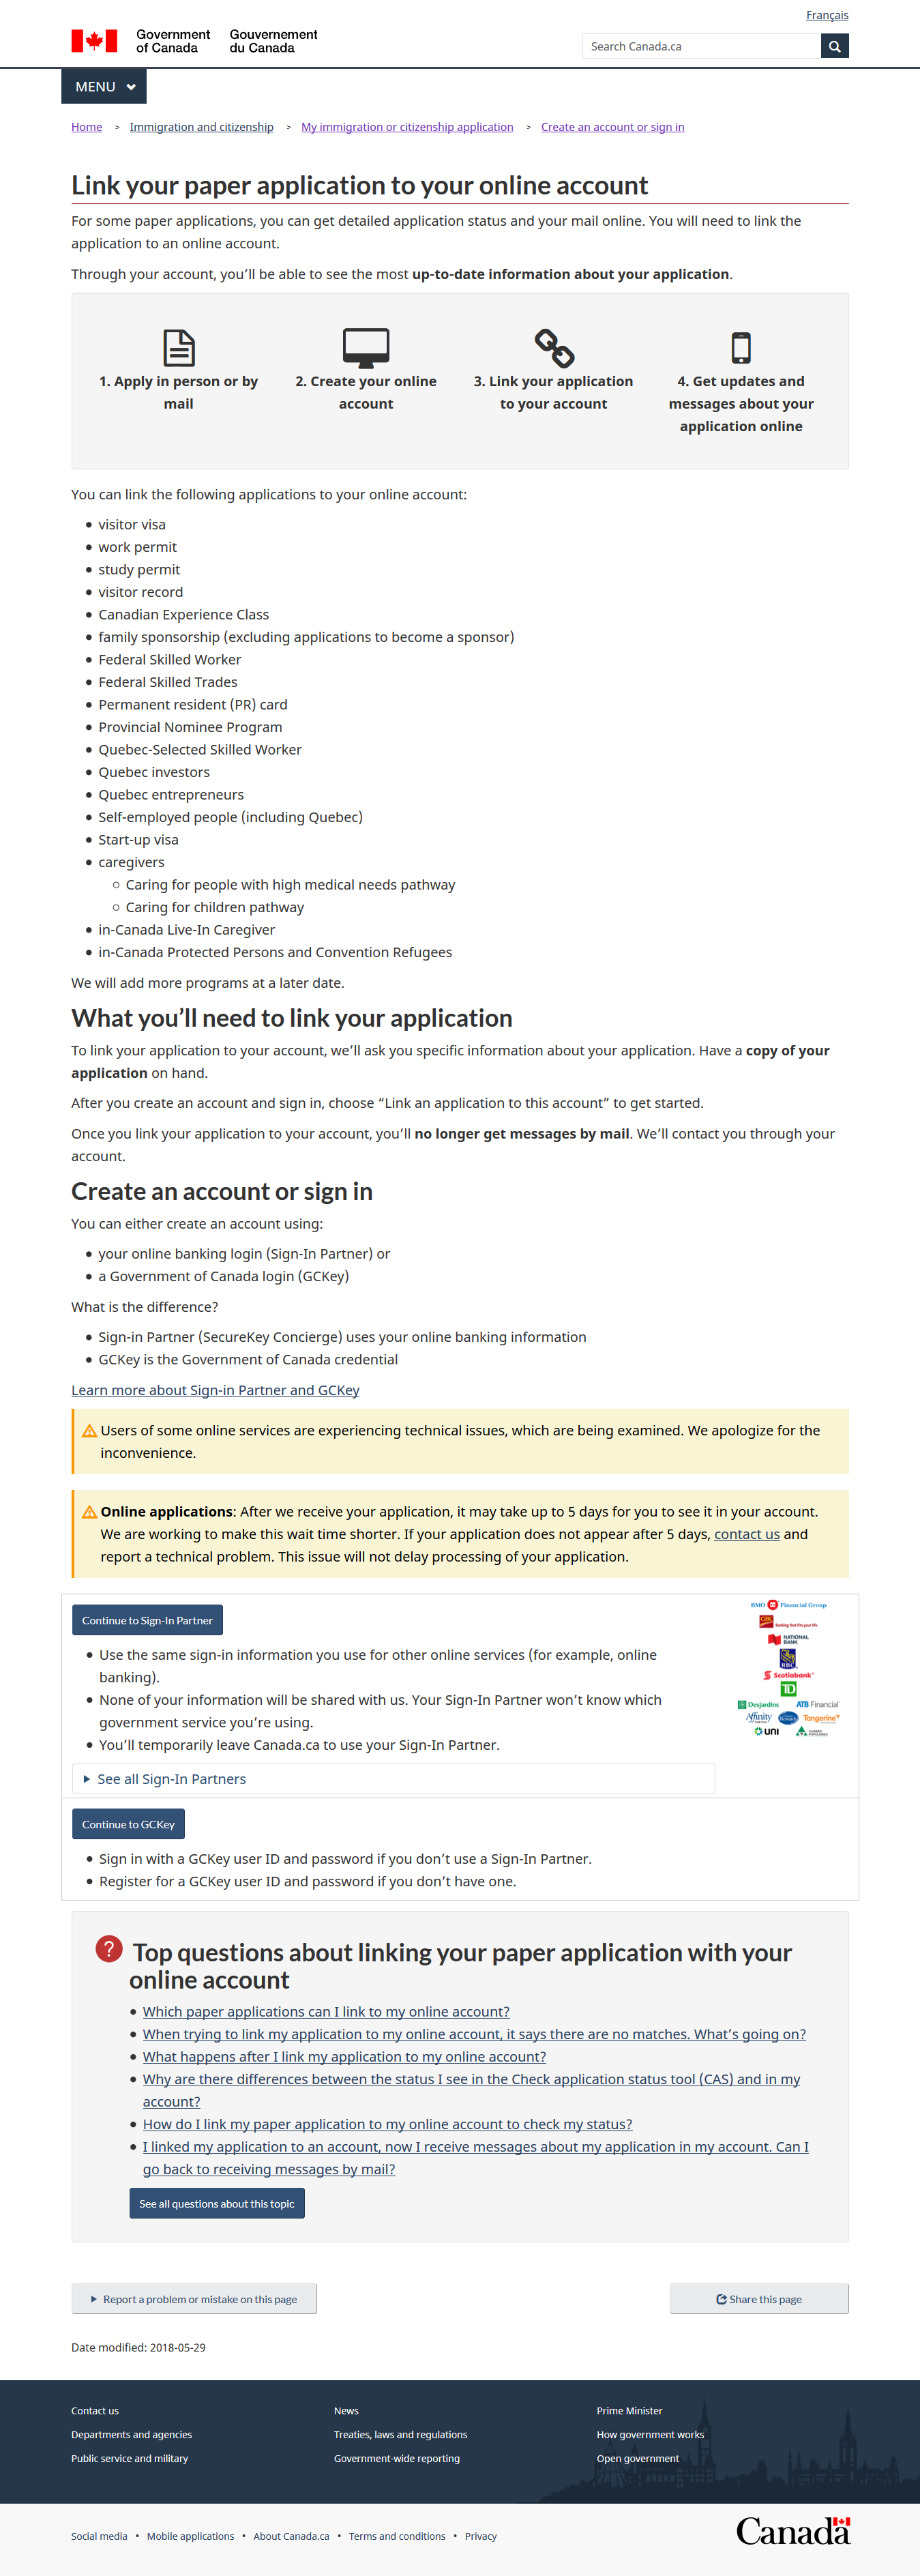 Français
Government of Canada
Gouvernement du Canada
Search Canada.ca
MENU
Home > Immigration and citizenship > My immigration or citizenship application > Create an account or sign in
Link your paper application to your online account
For some paper applications, you can get detailed application status and your mail online. You will need to link the
application to an online account.
Through your account, you’ll be able to see the most up-to-date information about your application.
1. Apply in person or by
mail
2. Create your online
account
3. Link your application
to your account
4. Get updates and
messages about your
application online
You can link the following applications to your online account:
visitor visa
work permit
study permit
visitor record
Canadian Experience Class
family sponsorship (excluding applications to become a sponsor)
Federal Skilled Worker
Federal Skilled Trades
Permanent resident (PR) card
Provincial Nominee Program
Quebec-Selected Skilled Worker
Quebec investors
Quebec entrepreneurs
Self-employed people (including Quebec)
Start-up visa
caregivers
Caring for people with high medical needs pathway
Caring for children pathway
in-Canada Live-In Caregiver
in-Canada Protected Persons and Convention Refugees
We will add more programs at a later date.
What you’ll need to link your application
To link your application to your account, we’ll ask you specific information about your application. Have a copy of your
application on hand.
After you create an account and sign in, choose “Link an application to this account” to get started.
Once you link your application to your account, you’ll no longer get messages by mail. We’ll contact you through your
account.
Create an account or sign in
You can either create an account using:
your online banking login (Sign-In Partner) or
a Government of Canada login (GCKey)
What is the difference?
Sign-in Partner (SecureKey Concierge) uses your online banking information
GCKey is the Government of Canada credential
Learn more about Sign-in Partner and GCKey
Users of some online services are experiencing technical issues, which are being examined. We apologize for the
inconvenience.
Online applications: After we receive your application, it may take up to 5 days for you to see it in your account.
We are working to make this wait time shorter. If your application does not appear after 5 days, contact us and
report a technical problem. This issue will not delay processing of your application.
Continue to Sign-In Partner
Use the same sign-in information you use for other online services (for example, online
banking).
None of your information will be shared with us. Your Sign-In Partner won’t know which
government service you’re using.
You’ll temporarily leave Canada.ca to use your Sign-In Partner.
See all Sign-In Partners
BMO Financial Group
CIBC Banking that fits your life.
NATIONAL
BANK
RBC
Scotiabank
TD
Desjardins
ATB Financial
Affinity
Tangerine
UNI
Continue to GCKey
Sign in with a GCKey user ID and password if you don’t use a Sign-In Partner.
Register for a GCKey user ID and password if you don’t have one.
Top questions about linking your paper application with your
online account
Which paper applications can I link to my online account?
When trying to link my application to my online account, it says there are no matches. What’s going on?
What happens after I link my application to my online account?
Why are there differences between the status I see in the Check application status tool (CAS) and in my
account?
How do I link my paper application to my online account to check my status?
I linked my application to an account, now I receive messages about my application in my account. Can I
go back to receiving messages by mail?
See all questions about this topic
Report a problem or mistake on this page
Share this page
Date modified: 2018-05-29
Contact us
Departments and agencies
Public service and military
News
Treaties, laws and regulations
Government-wide reporting
Prime Minister
How government works
Open government
Social media • Mobile applications • About Canada.ca • Terms and conditions • Privacy
Canada